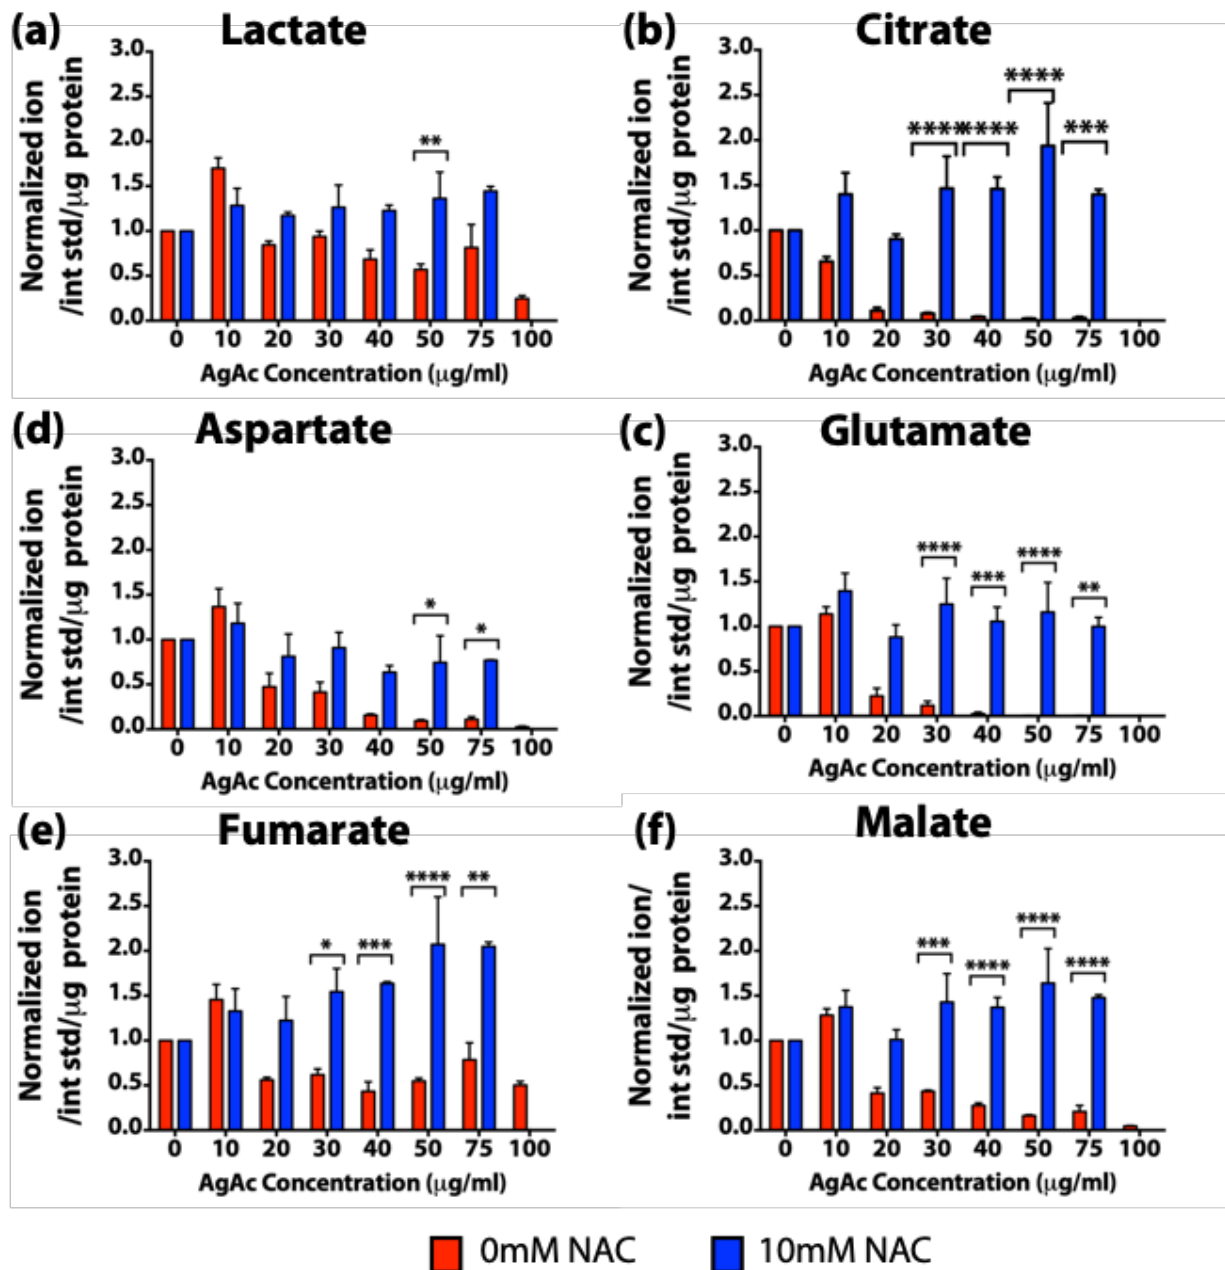 (a) Lactate
Normalized ion
/int std/μg protein
3.0
2.5
2.0
1.5
1.0
0.5
0.0
**
0 10 20 30 40 50 75 100
AgAc Concentration (μg/ml)
(b) Citrate
Normalized ion
/int std/μg protein
3.0
2.5
2.0
1.5
1.0
0.5
0.0
**** **** **** ***
0 10 20 30 40 50 75 100
AgAc Concentration (μg/ml)
(d) Aspartate
Normalized ion
/int std/μg protein
3.0
2.5
2.0
1.5
1.0
0.5
0.0
* *
0 10 20 30 40 50 75 100
AgAc Concentration (μg/ml)
(c) Glutamate
Normalized ion
/int std/μg protein
3.0
2.5
2.0
1.5
1.0
0.5
0.0
**** *** **** **
0 10 20 30 40 50 75 100
AgAc Concentration (μg/ml)
(e) Fumarate
Normalized ion
/int std/μg protein
3.0
2.5
2.0
1.5
1.0
0.5
0.0
* *** **** **
0 10 20 30 40 50 75 100
AgAc Concentration (μg/ml)
(f) Malate
Normalized ion/
int std/μg protein
3.0
2.5
2.0
1.5
1.0
0.5
0.0
*** **** **** ****
0 10 20 30 40 50 75 100
AgAc Concentration (μg/ml)
0mM NAC 10mM NAC